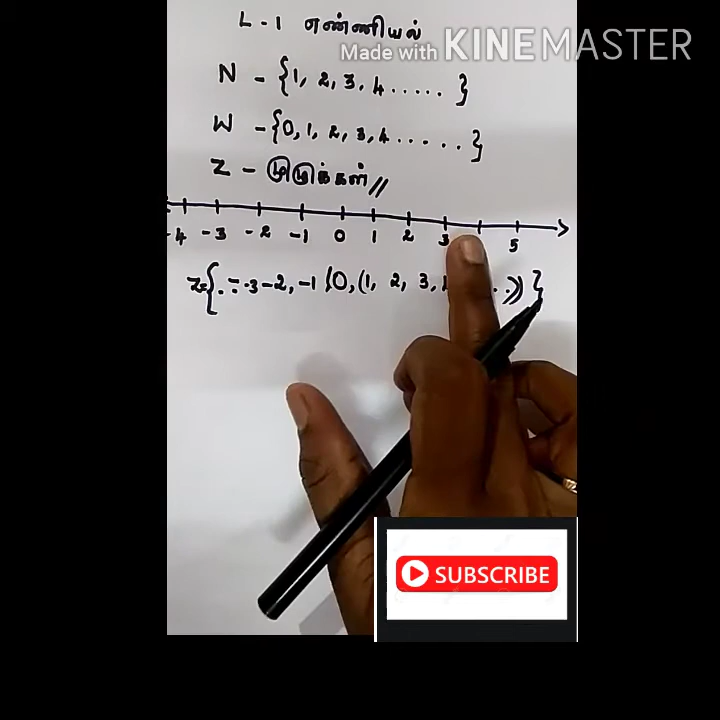 L-1 எண்ணியல்
Made with KINEMASTER
N - {1, 2, 3, 4 ..... }
W - {0, 1, 2, 3, 4 ..... }
Z - முழுக்கள் //
-4 -3 -2 -1 0 1 2 3 5
Z={. -- -3 -2, -1 (0, (1, 2, 3, ..)) }
SUBSCRIBE